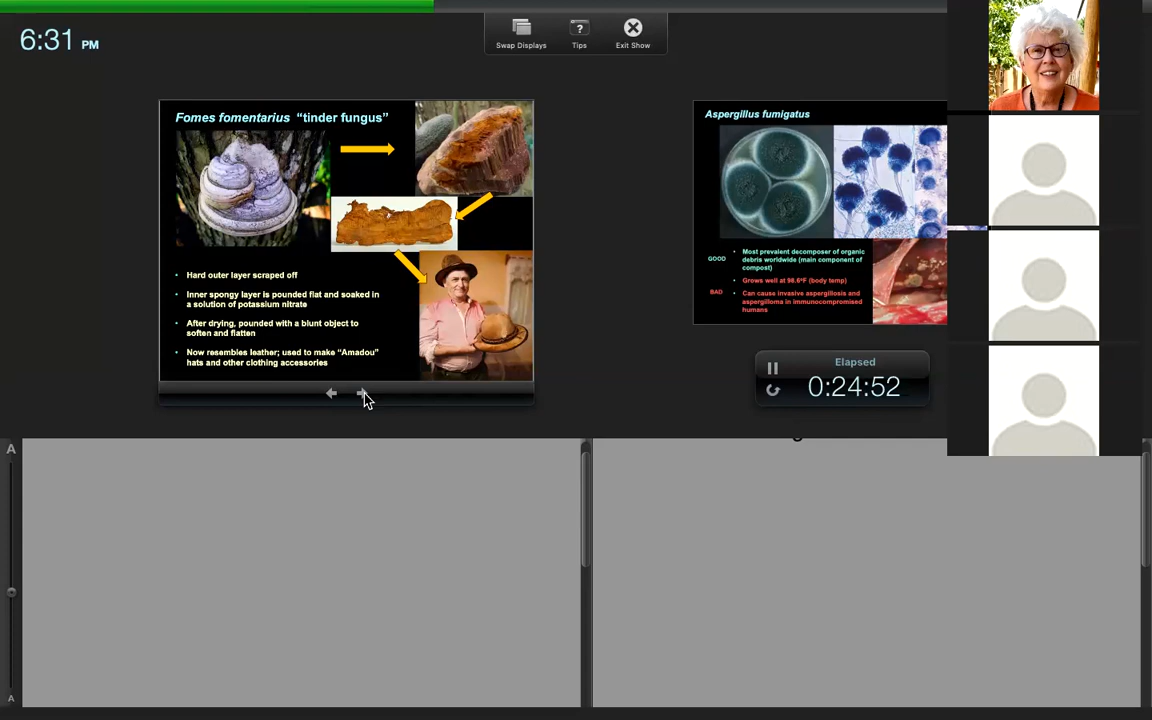 6:31 PM
Swap Displays
Tips
Exit Show
Fomes fomentarius "tinder fungus"
• Hard outer layer scraped off
• Inner spongy layer is pounded flat and soaked in
a solution of potassium nitrate
• After drying, pounded with a blunt object to
soften and flatten
• Now resembles leather; used to make "Amadou"
hats and other clothing accessories
Aspergillus fumigatus
GOOD
• Most prevalent decomposer of organic
debris worldwide (main component of
compost)
• Grows well at 98.6ºF (body temp)
BAD
• Can cause invasive aspergillosis and
aspergilloma in immunocompromised
humans
Elapsed
0:24:52
A
A